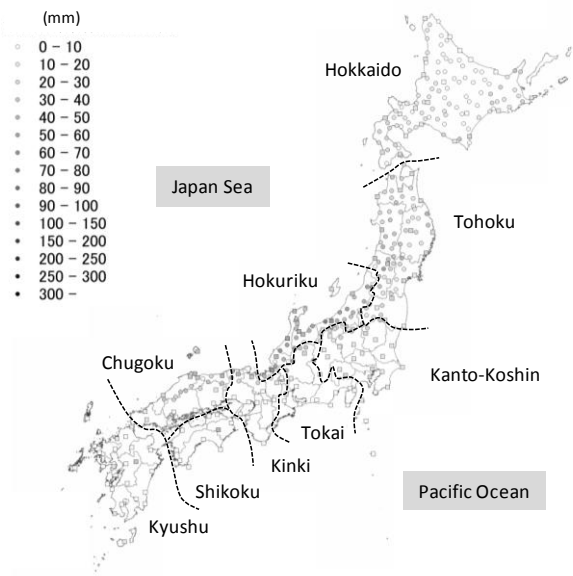 (mm)
0 – 10
10 – 20
20 – 30
30 – 40
40 – 50
50 – 60
60 – 70
70 – 80
80 – 90
90 – 100
100 – 150
150 – 200
200 – 250
250 – 300
300 –
Hokkaido
Japan Sea
Tohoku
Hokuriku
Chugoku
Kanto-Koshin
Tokai
Kinki
Shikoku
Pacific Ocean
Kyushu